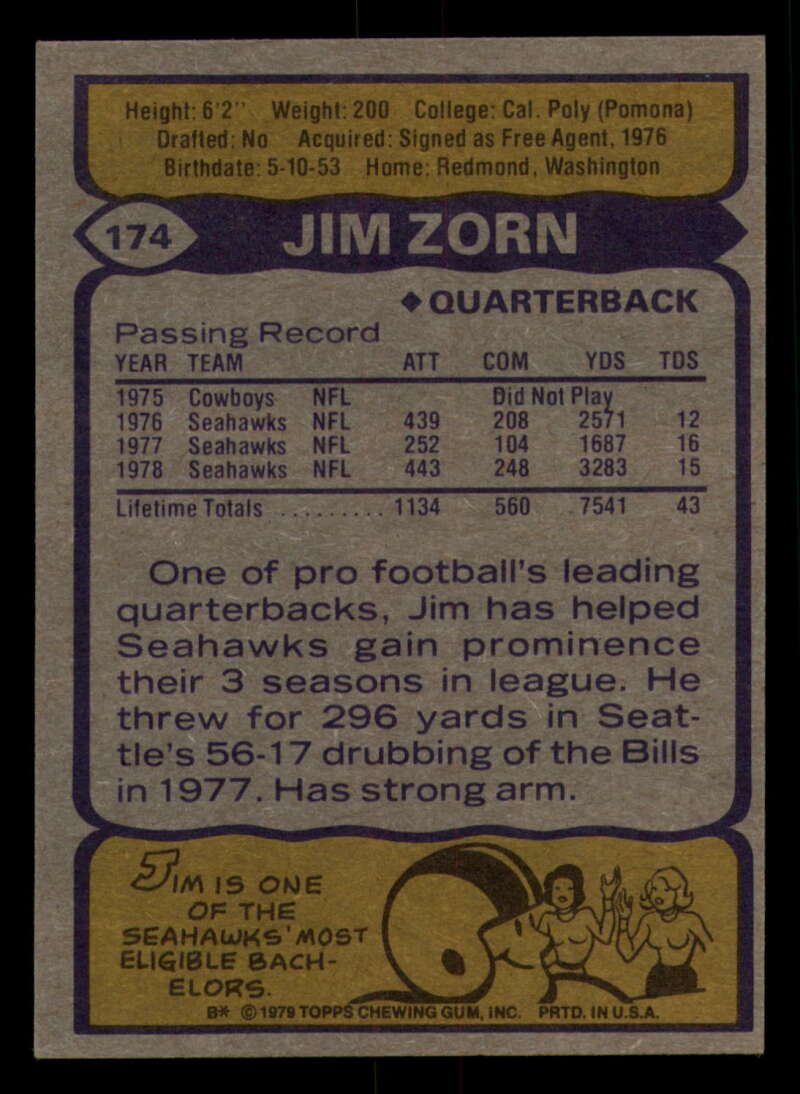 Height: 6'2" Weight: 200 College: Cal. Poly (Pomona)
Drafted: No Acquired: Signed as Free Agent, 1976
Birthdate: 5-10-53 Home: Redmond, Washington
174 JIM ZORN
◆ QUARTERBACK
Passing Record
YEAR TEAM ATT COM YDS TDS
1975 Cowboys NFL Did Not Play
1976 Seahawks NFL 439 208 2571 12
1977 Seahawks NFL 252 104 1687 16
1978 Seahawks NFL 443 248 3283 15
Lifetime Totals .......... 1134 560 7541 43
One of pro football's leading
quarterbacks, Jim has helped
Seahawks gain prominence
their 3 seasons in league. He
threw for 296 yards in Seat-
tle's 56-17 drubbing of the Bills
in 1977. Has strong arm.
JIM IS ONE
OF THE
SEAHAWKS' MOST
ELIGIBLE BACH-
ELORS.
B* © 1979 TOPPS CHEWING GUM, INC. PRTD. IN U.S.A.